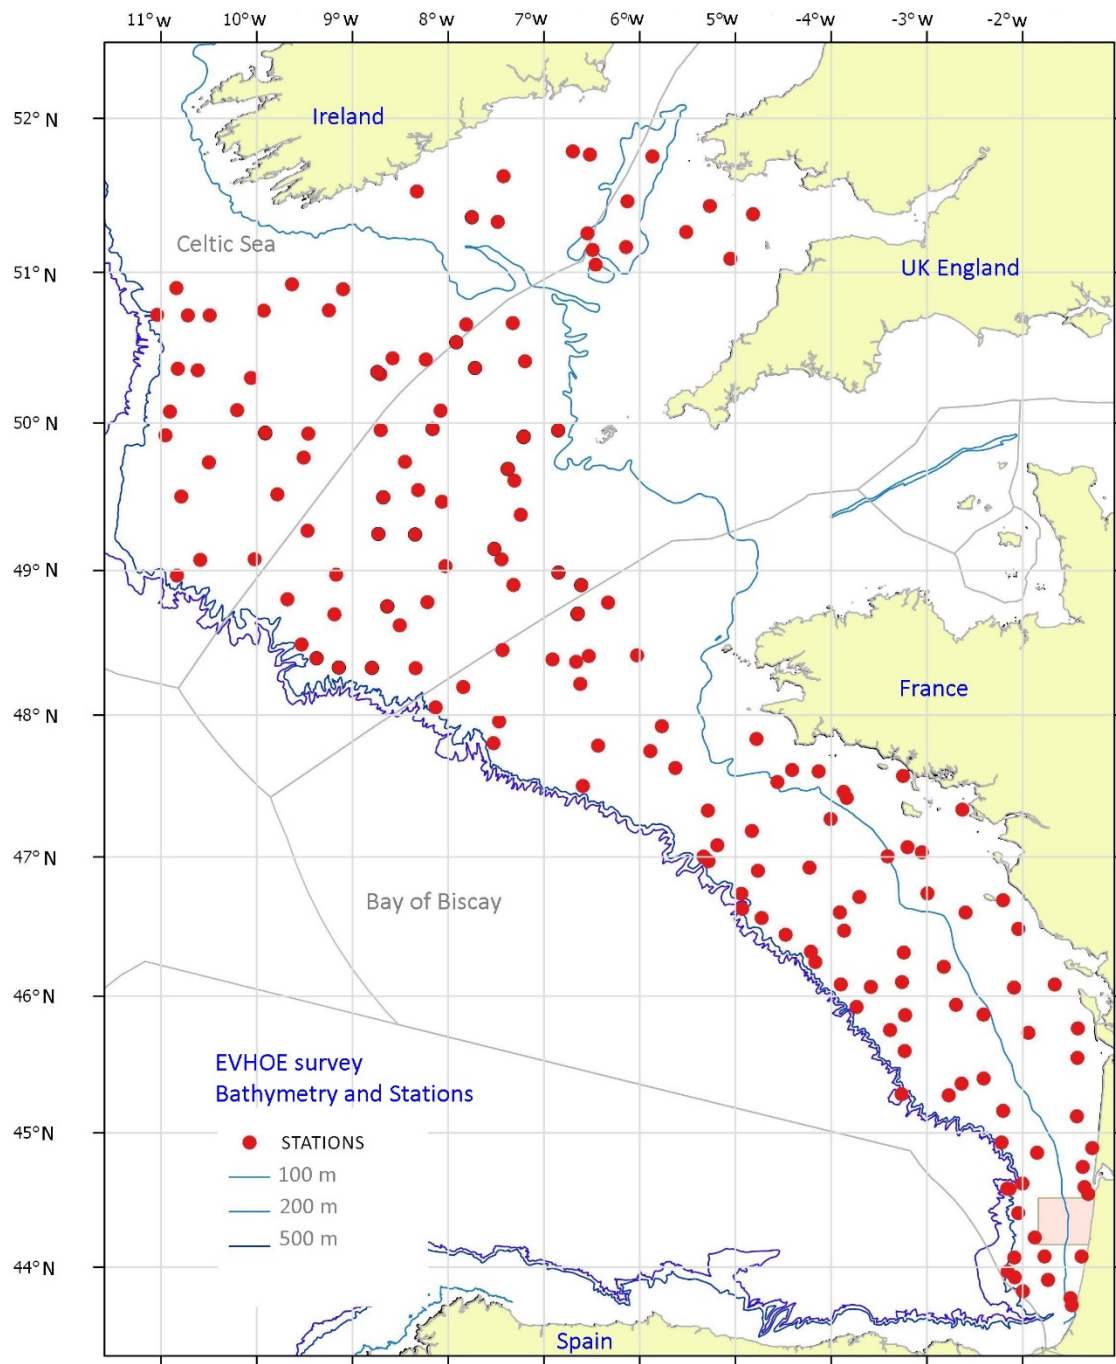 11°W 10°W 9°W 8°W 7°W 6°W 5°W -4°W -3°W -2°W
52° N
Ireland
Celtic Sea
51° N
UK England
50° N
49° N
France
48° N
47° N
Bay of Biscay
46° N
EVHOE survey
Bathymetry and Stations
45° N
STATIONS
100 m
200 m
500 m
44° N
Spain